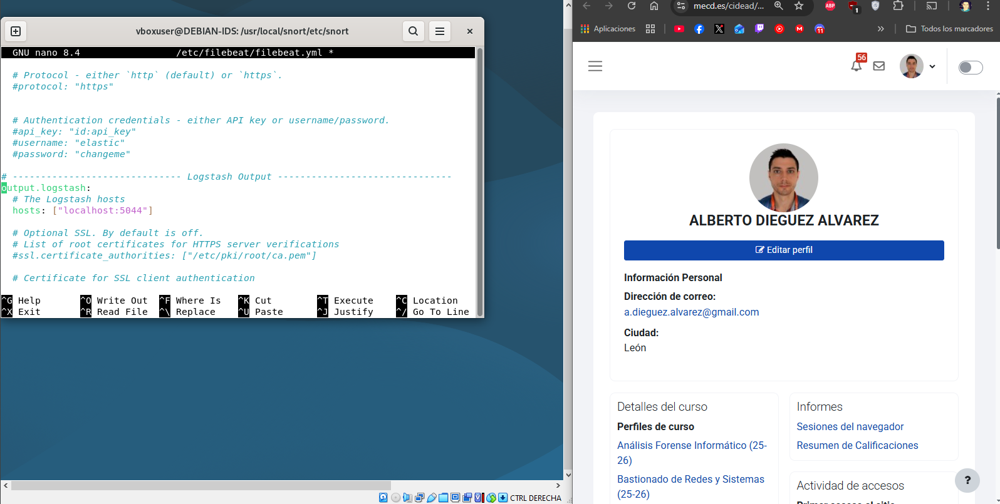 vboxuser@DEBIAN-IDS: /usr/local/snort/etc/snort
GNU nano 8.4 /etc/filebeat/filebeat.yml *
# Protocol - either `http` (default) or `https`.
#protocol: "https"
# Authentication credentials - either API key or username/password.
#api_key: "id:api_key"
#username: "elastic"
#password: "changeme"
# ------------------------------ Logstash Output -------------------------------
output.logstash:
# The Logstash hosts
hosts: ["localhost:5044"]
# Optional SSL. By default is off.
# List of root certificates for HTTPS server verifications
#ssl.certificate_authorities: ["/etc/pki/root/ca.pem"]
# Certificate for SSL client authentication
^G Help ^O Write Out ^F Where Is ^K Cut ^T Execute ^C Location
^X Exit ^R Read File ^\ Replace ^U Paste ^J Justify ^/ Go To Line
CTRL DERECHA
mecd.es/cidead/...
ABP
1
Aplicaciones
11
» Todos los marcadores
56
ALBERTO DIEGUEZ ALVAREZ
Editar perfil
Información Personal
Dirección de correo:
a.dieguez.alvarez@gmail.com
Ciudad:
León
Detalles del curso
Perfiles de curso
Análisis Forense Informático (25-
26)
Bastionado de Redes y Sistemas
(25-26)
Informes
Sesiones del navegador
Resumen de Calificaciones
Actividad de accesos
Primer acceso al sitio
?